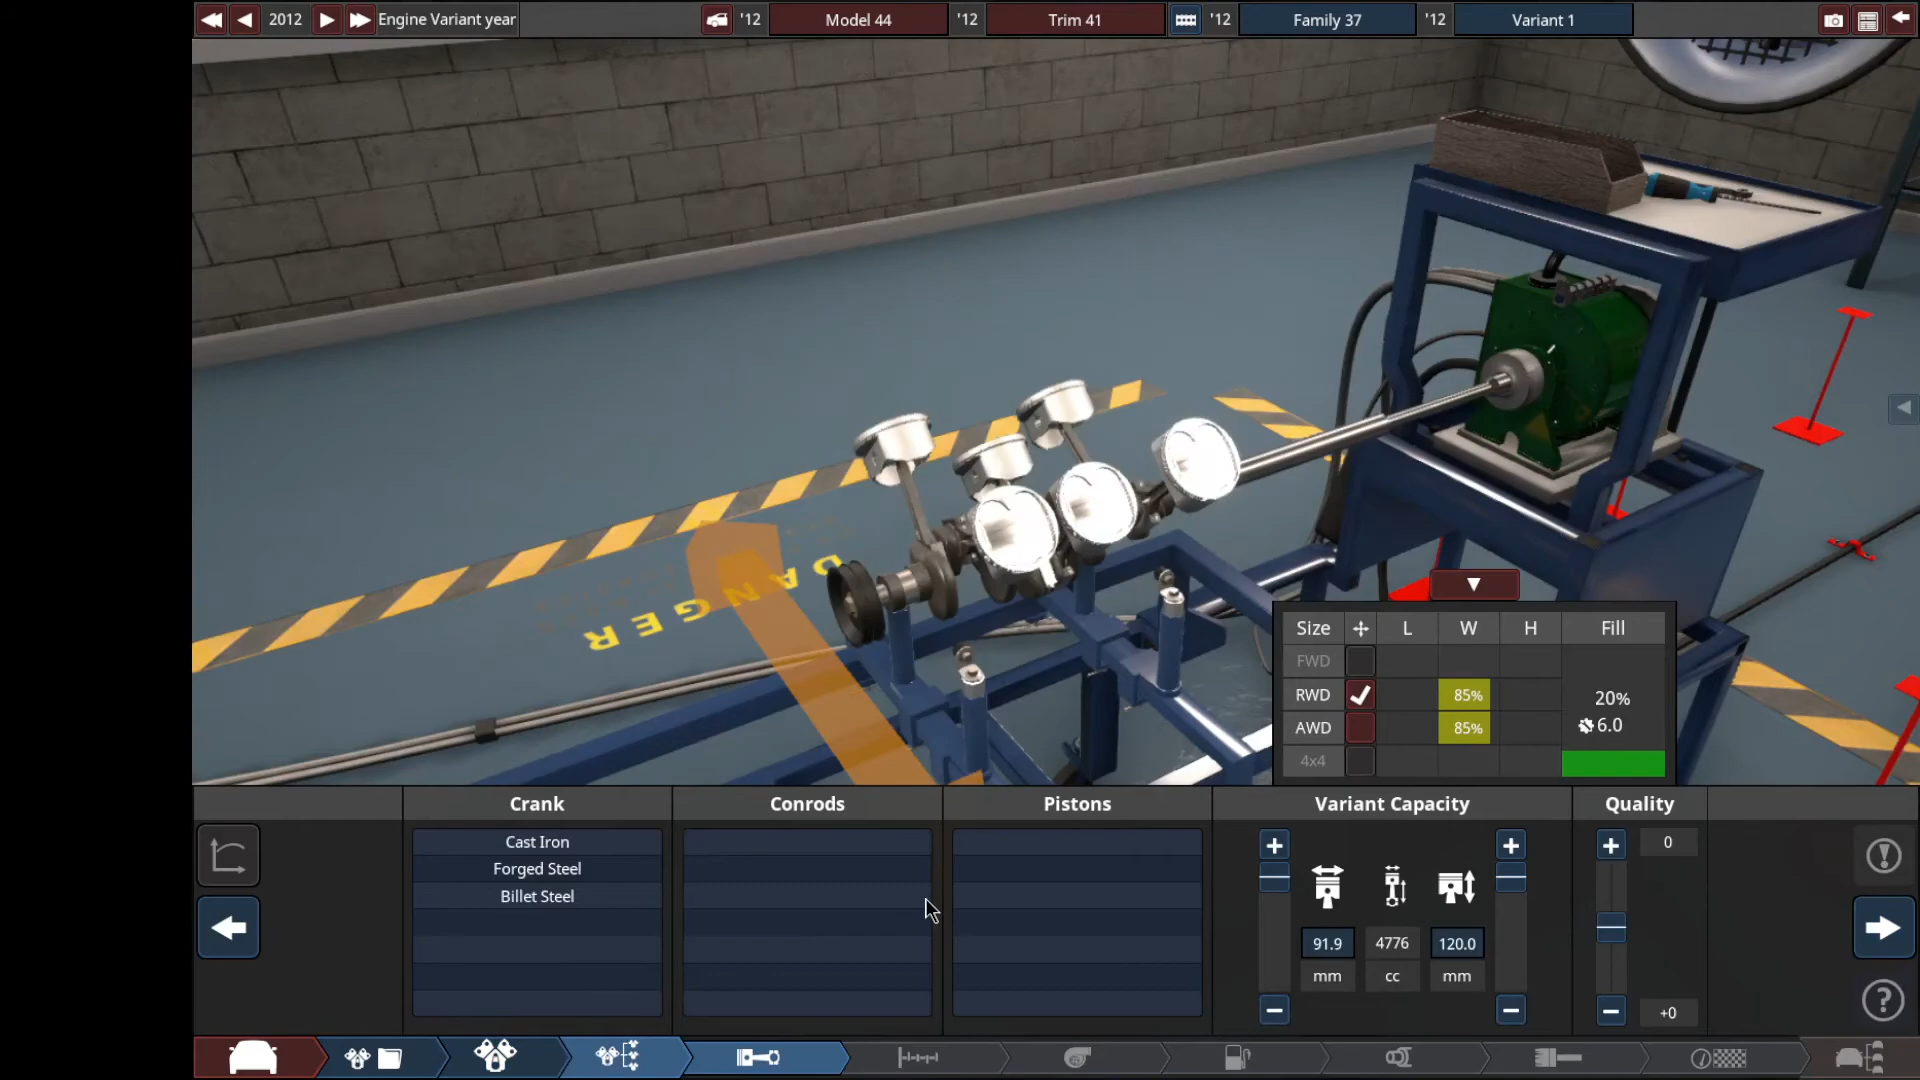 2012 Engine Variant year '12 Model 44 '12 Trim 41 '12 Family 37 '12 Variant 1
DANGER
Size L W H Fill
FWD
RWD 85% 20%
AWD 85% 6.0
4x4
Crank Conrods Pistons Variant Capacity Quality
Cast Iron
Forged Steel
Billet Steel
0
91.9 4776 120.0
mm cc mm
+0